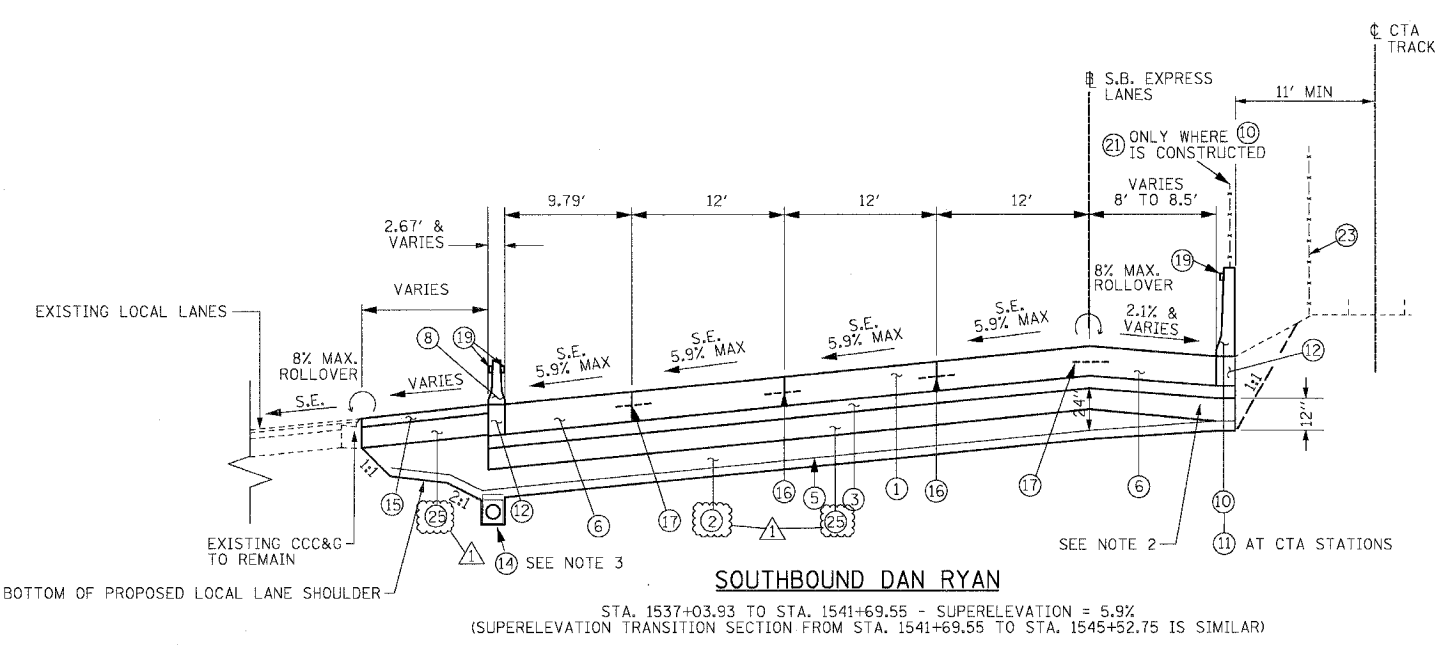 ℄ CTA
TRACK
B S.B. EXPRESS
LANES
11' MIN
21 ONLY WHERE 10
IS CONSTRUCTED
VARIES
8' TO 8.5'
9.79'
12'
12'
12'
2.67' &
VARIES
23
19
VARIES
8% MAX.
ROLLOVER
EXISTING LOCAL LANES
S.E.
5.9% MAX
2.1% &
VARIES
8
19
S.E.
5.9% MAX
8% MAX.
ROLLOVER
S.E.
5.9% MAX
12
VARIES
S.E.
5.9% MAX
1:1
S.E.
24"
12"
1:1
2:1
15
25
12
6
17
2
16
5
25
3
1
16
17
6
10
1
1
EXISTING CCC&G
TO REMAIN
14 SEE NOTE 3
SEE NOTE 2
11 AT CTA STATIONS
BOTTOM OF PROPOSED LOCAL LANE SHOULDER
SOUTHBOUND DAN RYAN
STA. 1537+03.93 TO STA. 1541+69.55 - SUPERELEVATION = 5.9%
(SUPERELEVATION TRANSITION SECTION FROM STA. 1541+69.55 TO STA. 1545+52.75 IS SIMILAR)